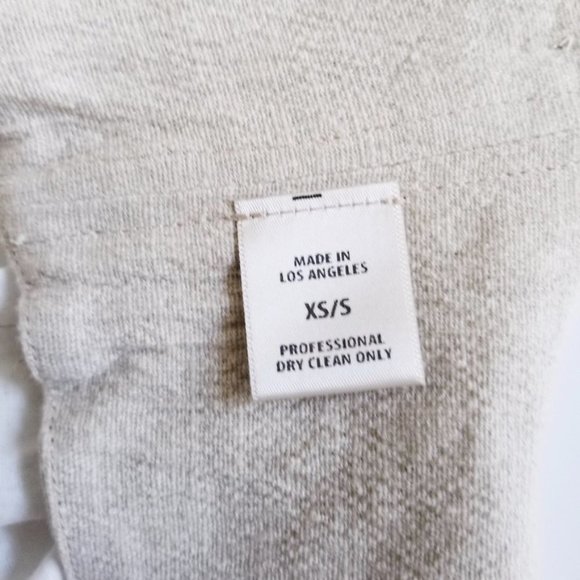 MADE IN
LOS ANGELES
XS/S
PROFESSIONAL
DRY CLEAN ONLY